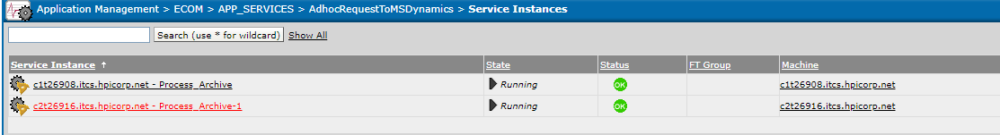 Application Management > ECOM > APP_SERVICES > AdhocRequestToMSDynamics > Service Instances
Search (use * for wildcard) Show All
Service Instance ↑ State Status FT Group Machine
c1t26908.itcs.hpicorp.net - Process_Archive Running OK c1t26908.itcs.hpicorp.net
c2t26916.itcs.hpicorp.net - Process_Archive-1 Running OK c2t26916.itcs.hpicorp.net